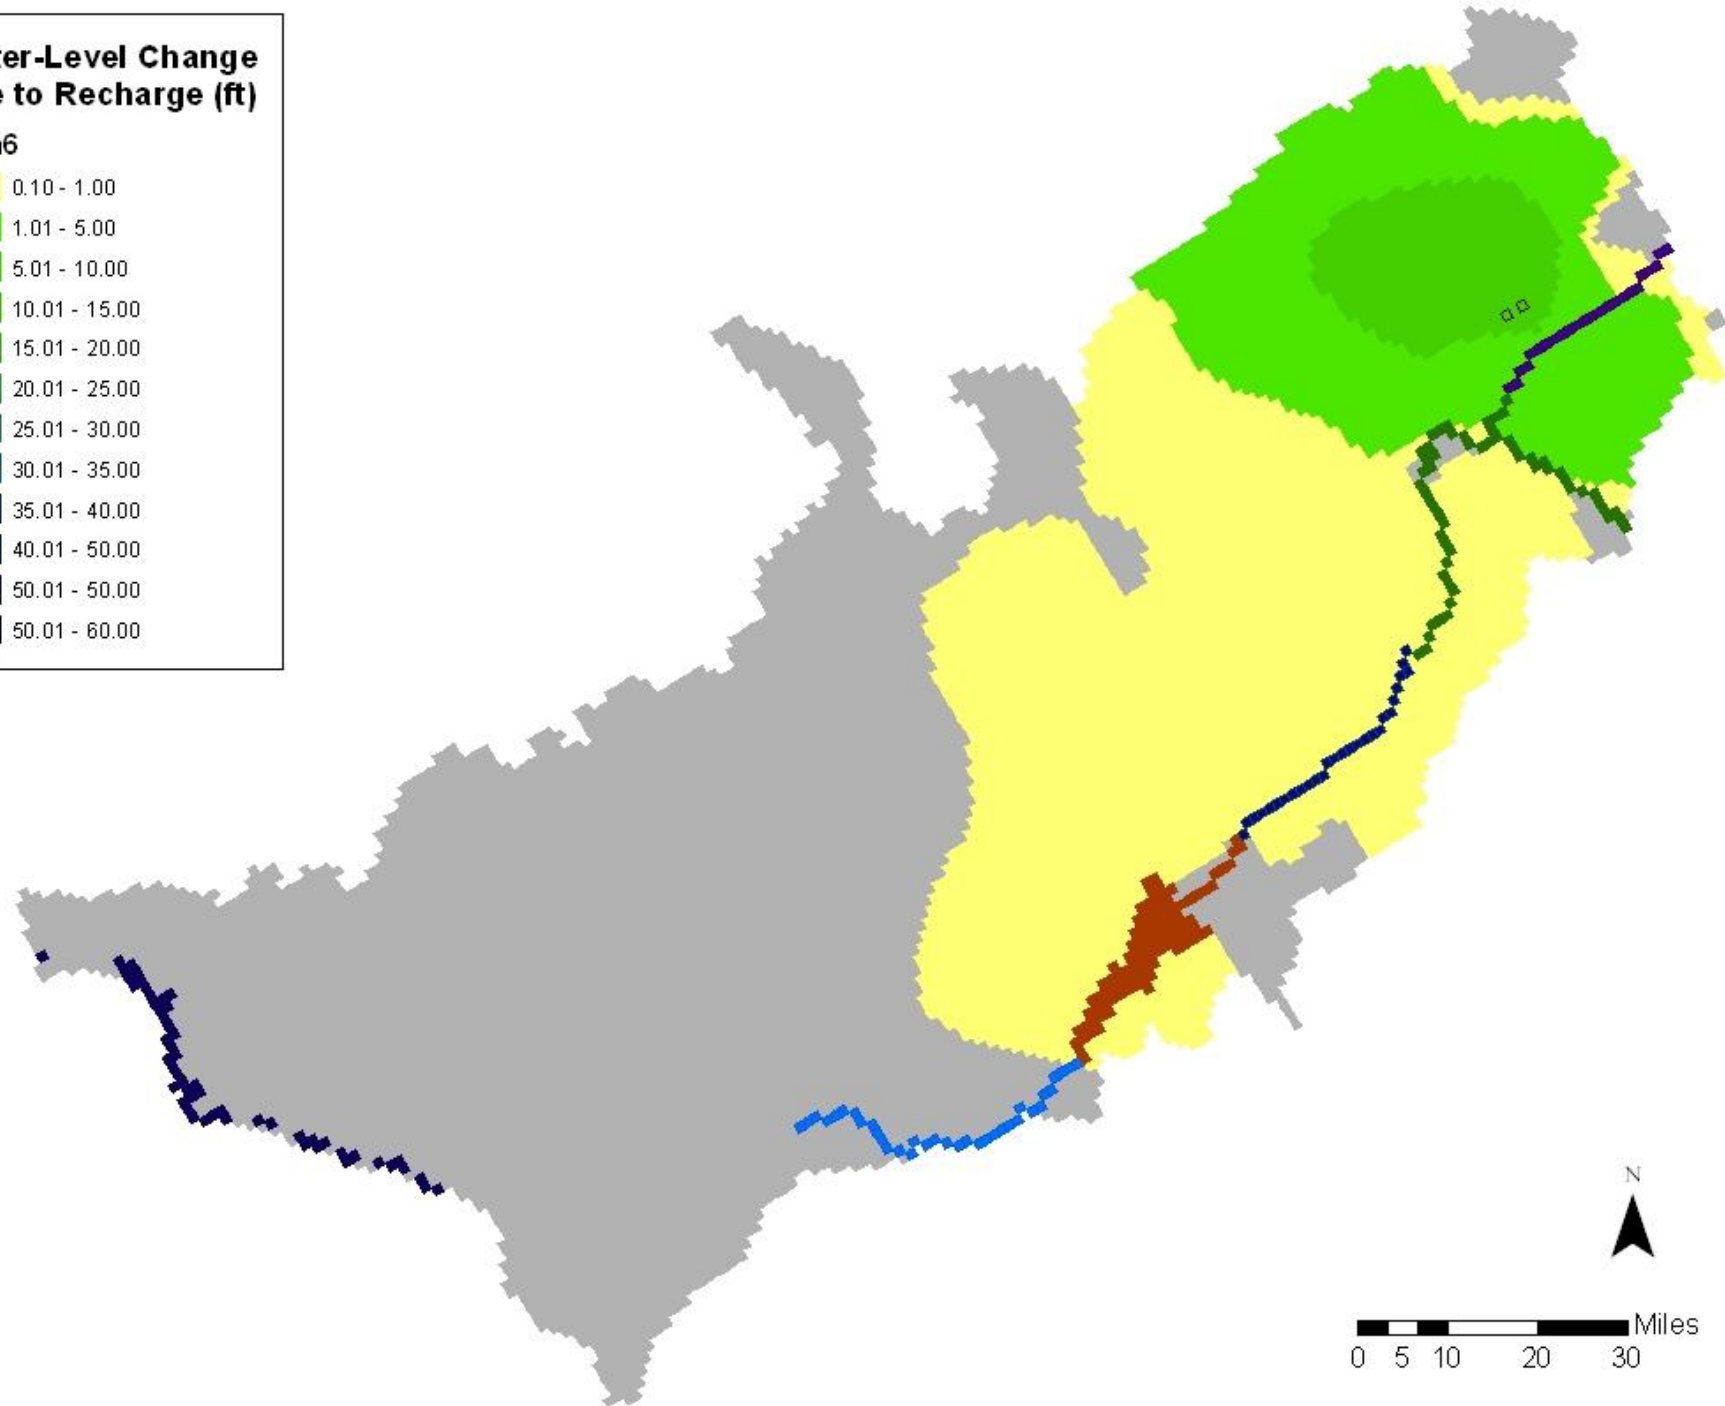 ter-Level Change
e to Recharge (ft)
n6
0.10 - 1.00
1.01 - 5.00
5.01 - 10.00
10.01 - 15.00
15.01 - 20.00
20.01 - 25.00
25.01 - 30.00
30.01 - 35.00
35.01 - 40.00
40.01 - 50.00
50.01 - 50.00
50.01 - 60.00
N
Miles
0 5 10 20 30